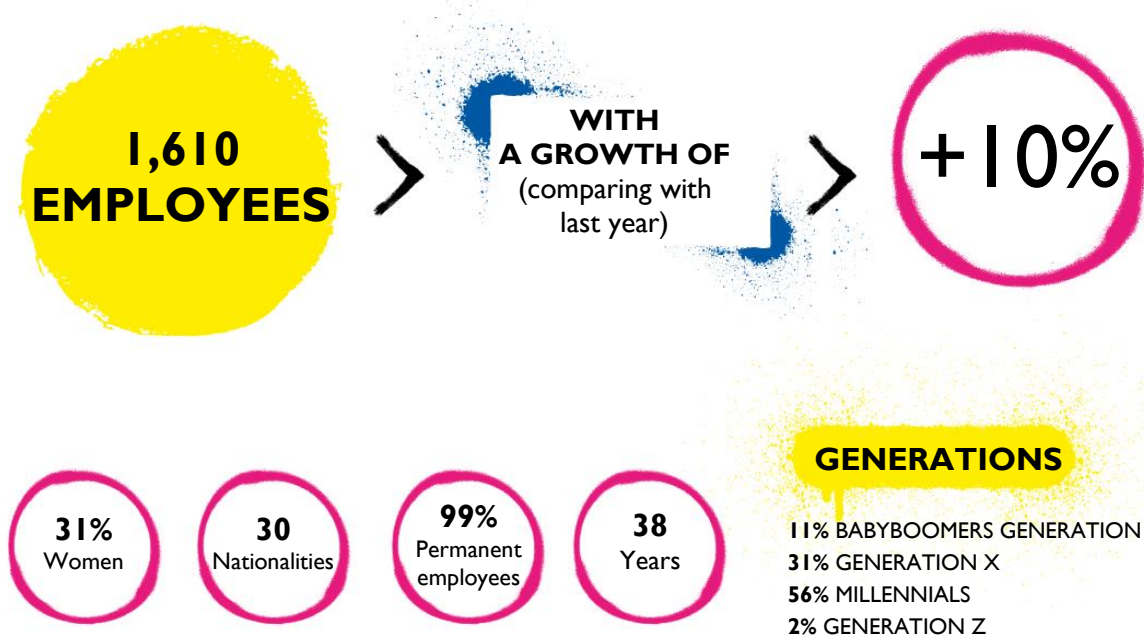 1,610
EMPLOYEES
WITH
A GROWTH OF
(comparing with
last year)
+10%
31%
Women
30
Nationalities
99%
Permanent
employees
38
Years
GENERATIONS
11% BABYBOOMERS GENERATION
31% GENERATION X
56% MILLENNIALS
2% GENERATION Z